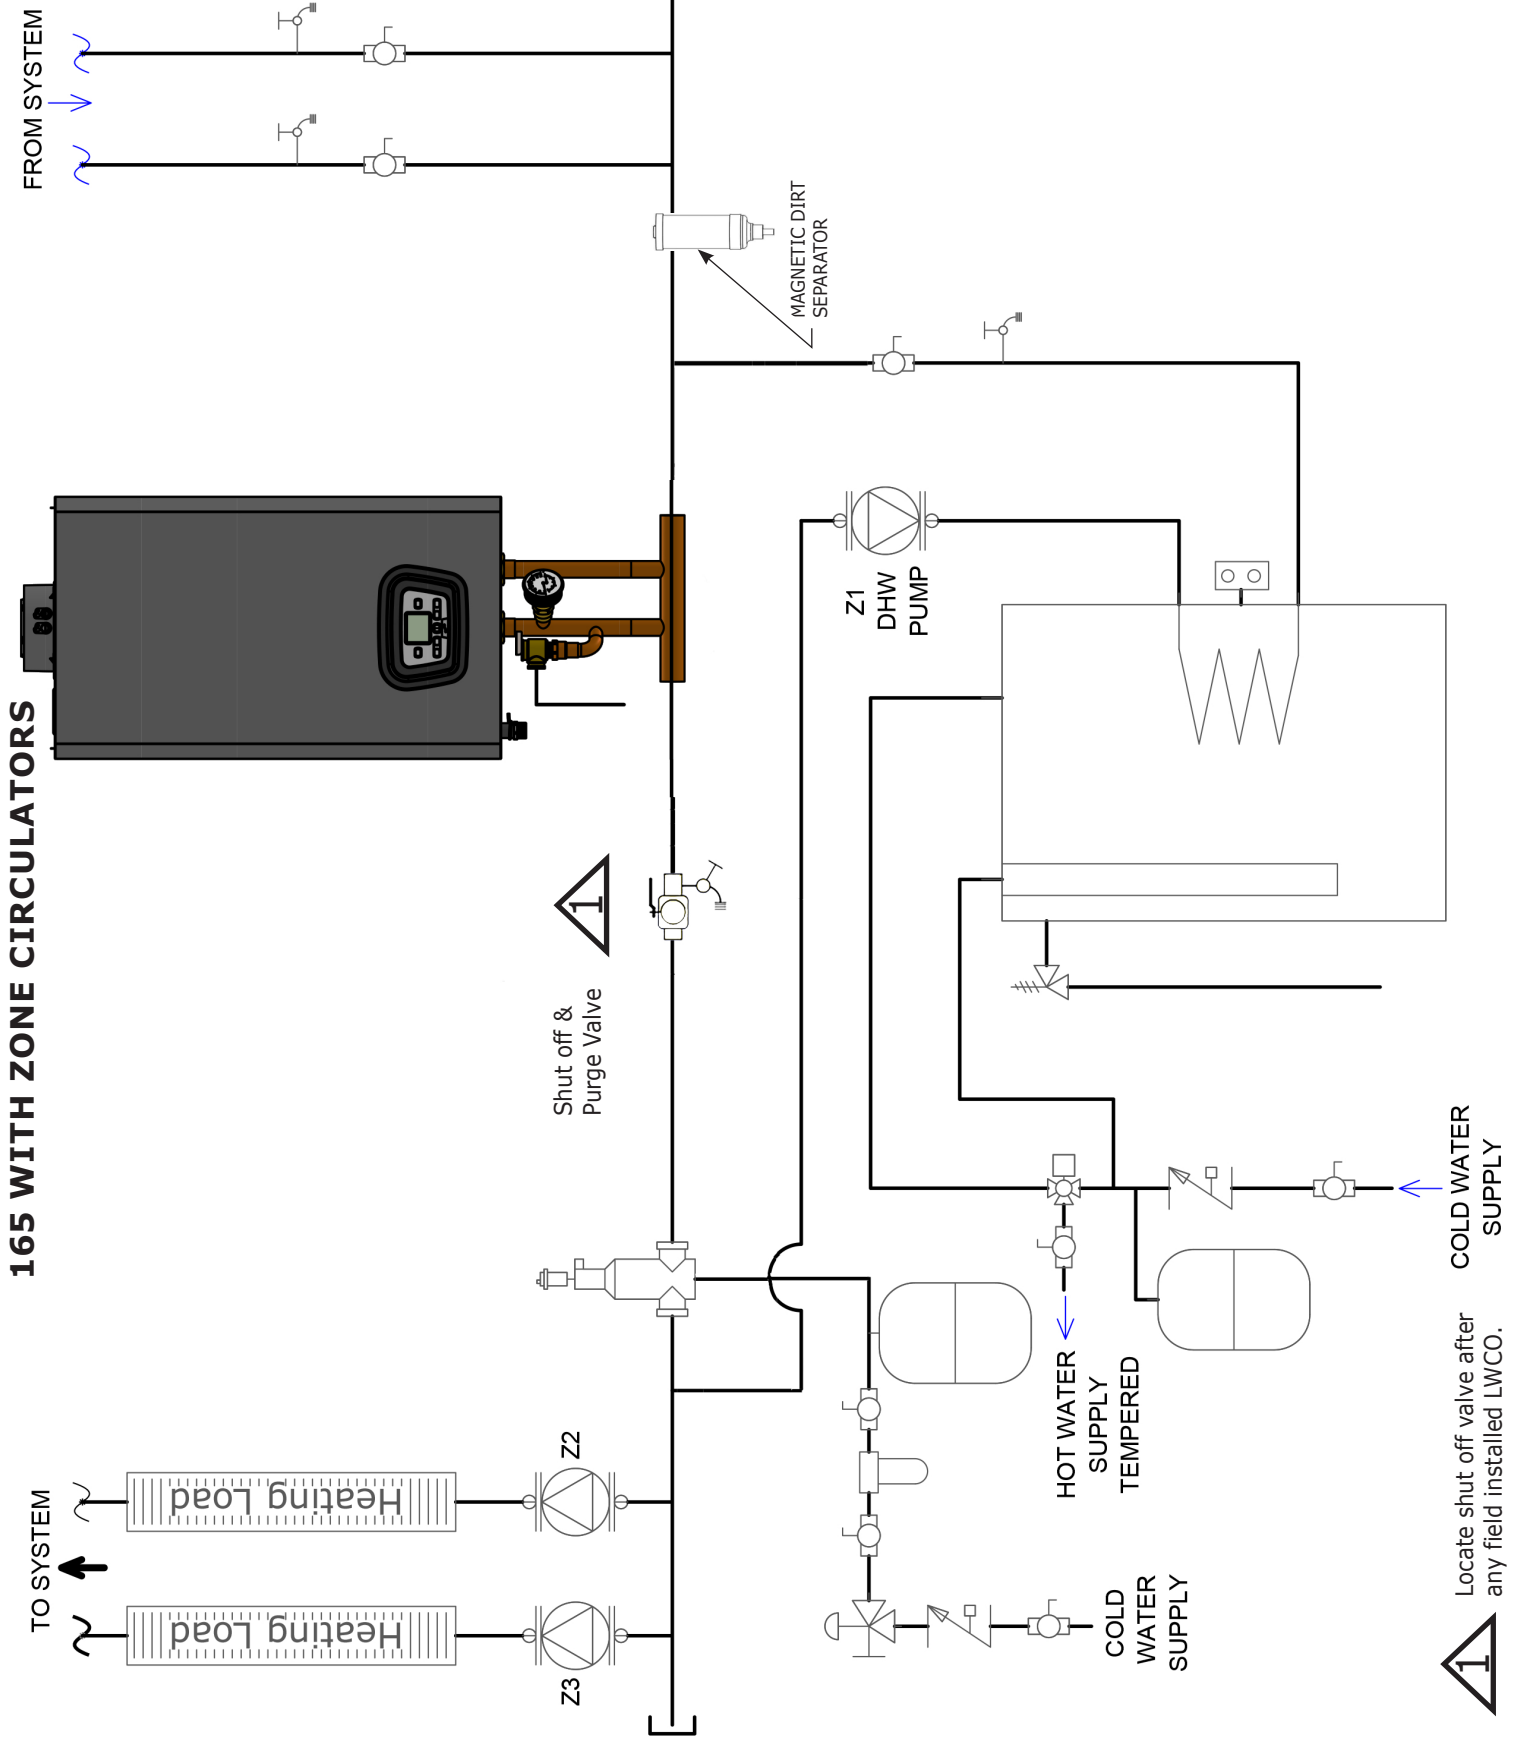 165 WITH ZONE CIRCULATORS
FROM SYSTEM
TO SYSTEM
Heating Load
Heating Load
Z3
Z2
Shut off &
Purge Valve
1
MAGNETIC DIRT
SEPARATOR
Z1
DHW
PUMP
HOT WATER
SUPPLY
TEMPERED
COLD
WATER
SUPPLY
COLD WATER
SUPPLY
1
Locate shut off valve after
any field installed LWCO.